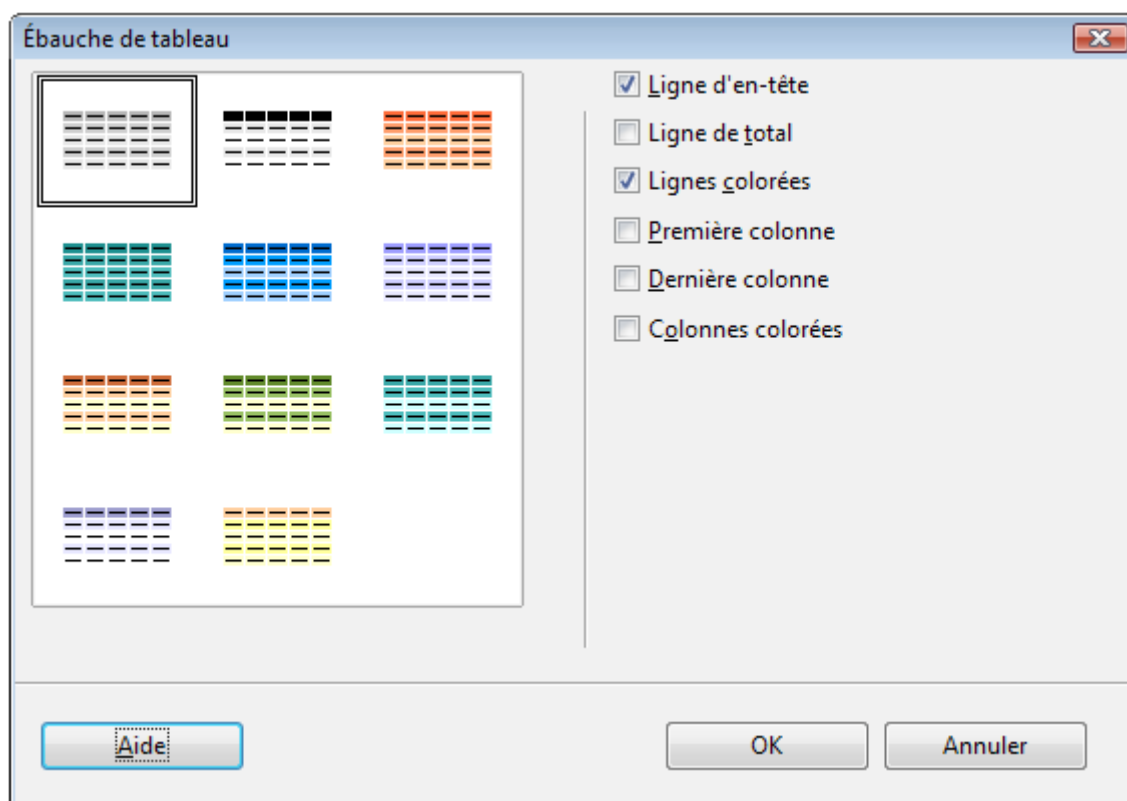 Ébauche de tableau
Ligne d'en-tête
Ligne de total
Lignes colorées
Première colonne
Dernière colonne
Colonnes colorées
Aide
OK
Annuler